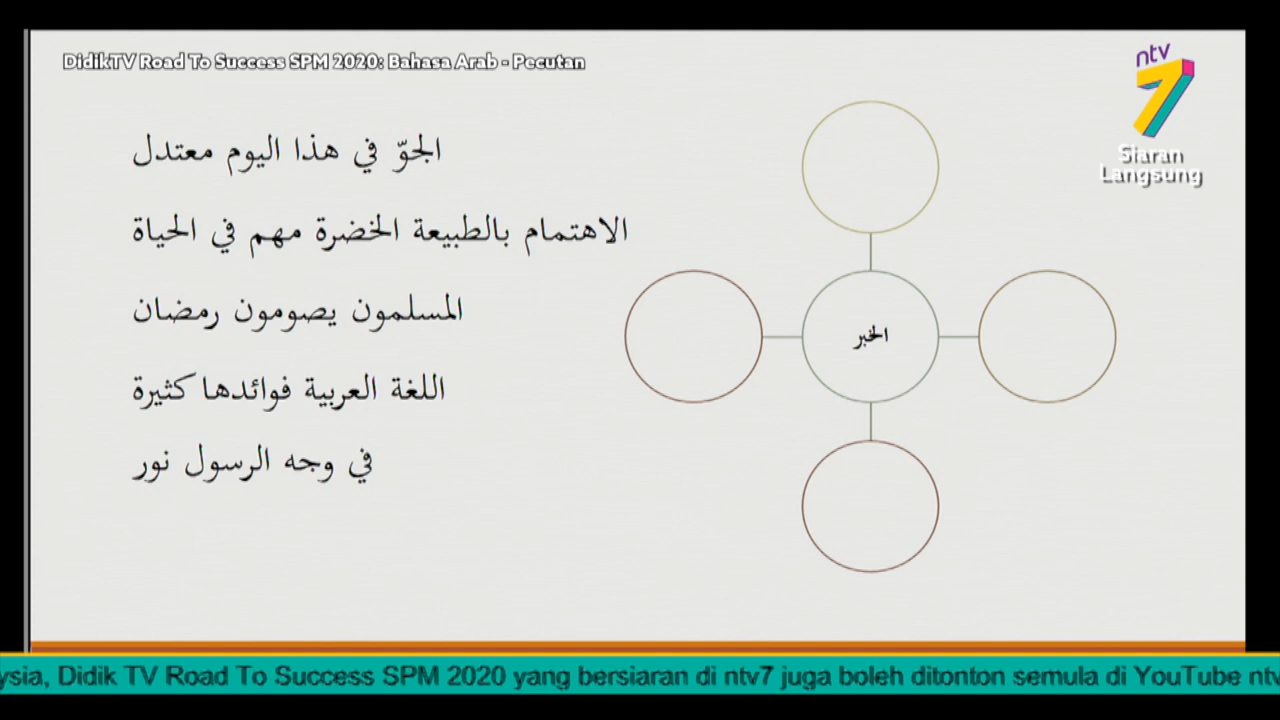 DidikTV Road To Success SPM 2020: Bahasa Arab - Pecutan
ntv
7
Siaran
Langsung
الجوّ في هذا اليوم معتدل
الاهتمام بالطبيعة الخضرة مهم في الحياة
المسلمون يصومون رمضان
اللغة العربية فوائدها كثيرة
في وجه الرسول نور
الخبر
ysia, Didik TV Road To Success SPM 2020 yang bersiaran di ntv7 juga boleh ditonton semula di YouTube ntv